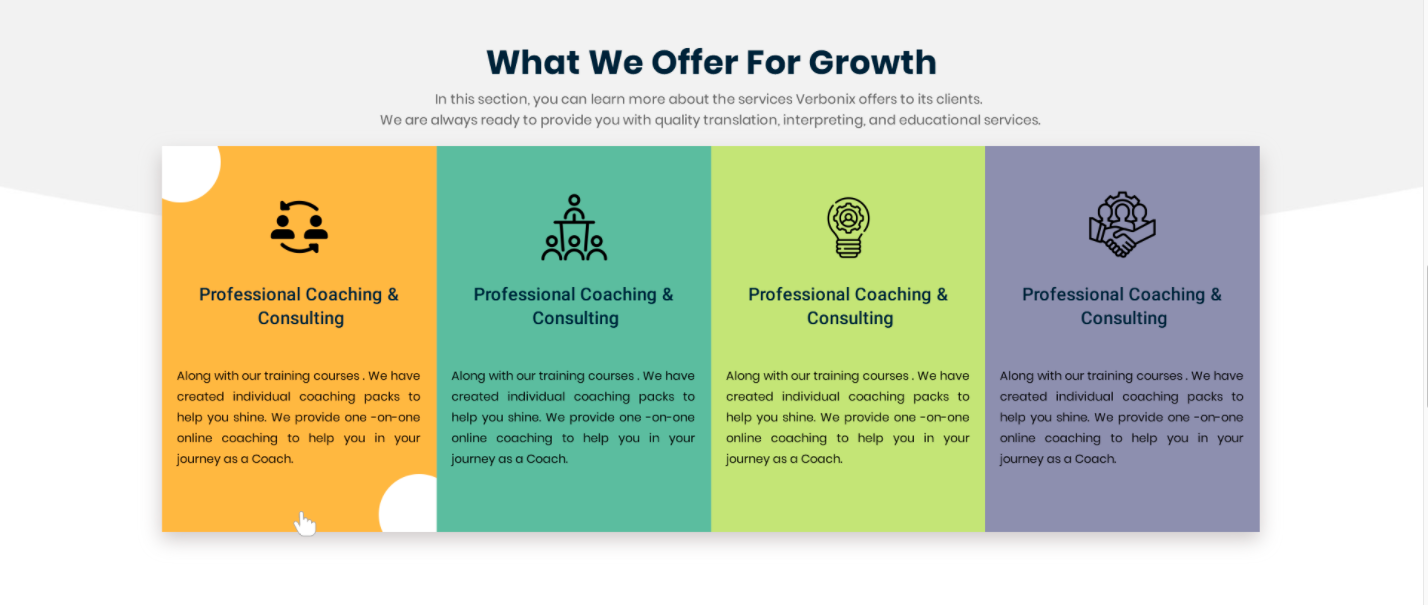 What We Offer For Growth
In this section, you can learn more about the services Verbonix offers to its clients.
We are always ready to provide you with quality translation, interpreting, and educational services.
Professional Coaching &
Consulting
Along with our training courses . We have
created individual coaching packs to
help you shine. We provide one -on-one
online coaching to help you in your
journey as a Coach.
Professional Coaching &
Consulting
Along with our training courses . We have
created individual coaching packs to
help you shine. We provide one -on-one
online coaching to help you in your
journey as a Coach.
Professional Coaching &
Consulting
Along with our training courses . We have
created individual coaching packs to
help you shine. We provide one -on-one
online coaching to help you in your
journey as a Coach.
Professional Coaching &
Consulting
Along with our training courses . We have
created individual coaching packs to
help you shine. We provide one -on-one
online coaching to help you in your
journey as a Coach.